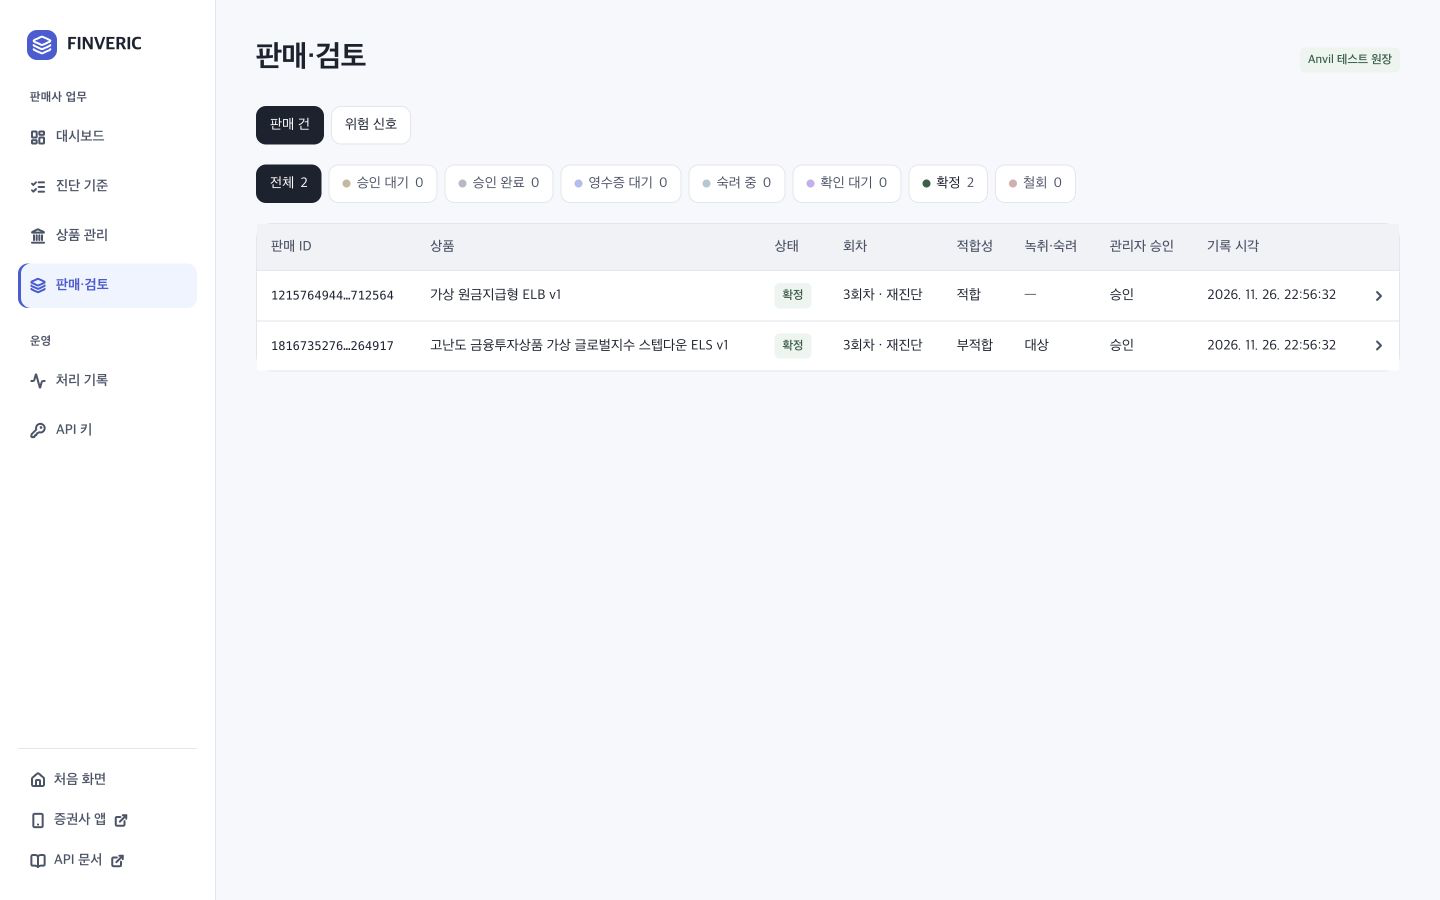 FINVERIC
판매사 업무
대시보드
진단 기준
상품 관리
판매·검토
운영
처리 기록
API 키
처음 화면
증권사 앱
API 문서
판매·검토
Anvil 테스트 원장
판매 건 위험 신호
전체 2 승인 대기 0 승인 완료 0 영수증 대기 0 숙려 중 0 확인 대기 0 확정 2 철회 0
판매 ID 상품 상태 회차 적합성 녹취·숙려 관리자 승인 기록 시각
1215764944…712564 가상 원금지급형 ELB v1 확정 3회차 · 재진단 적합 — 승인 2026. 11. 26. 22:56:32
1816735276…264917 고난도 금융투자상품 가상 글로벌지수 스텝다운 ELS v1 확정 3회차 · 재진단 부적합 대상 승인 2026. 11. 26. 22:56:32